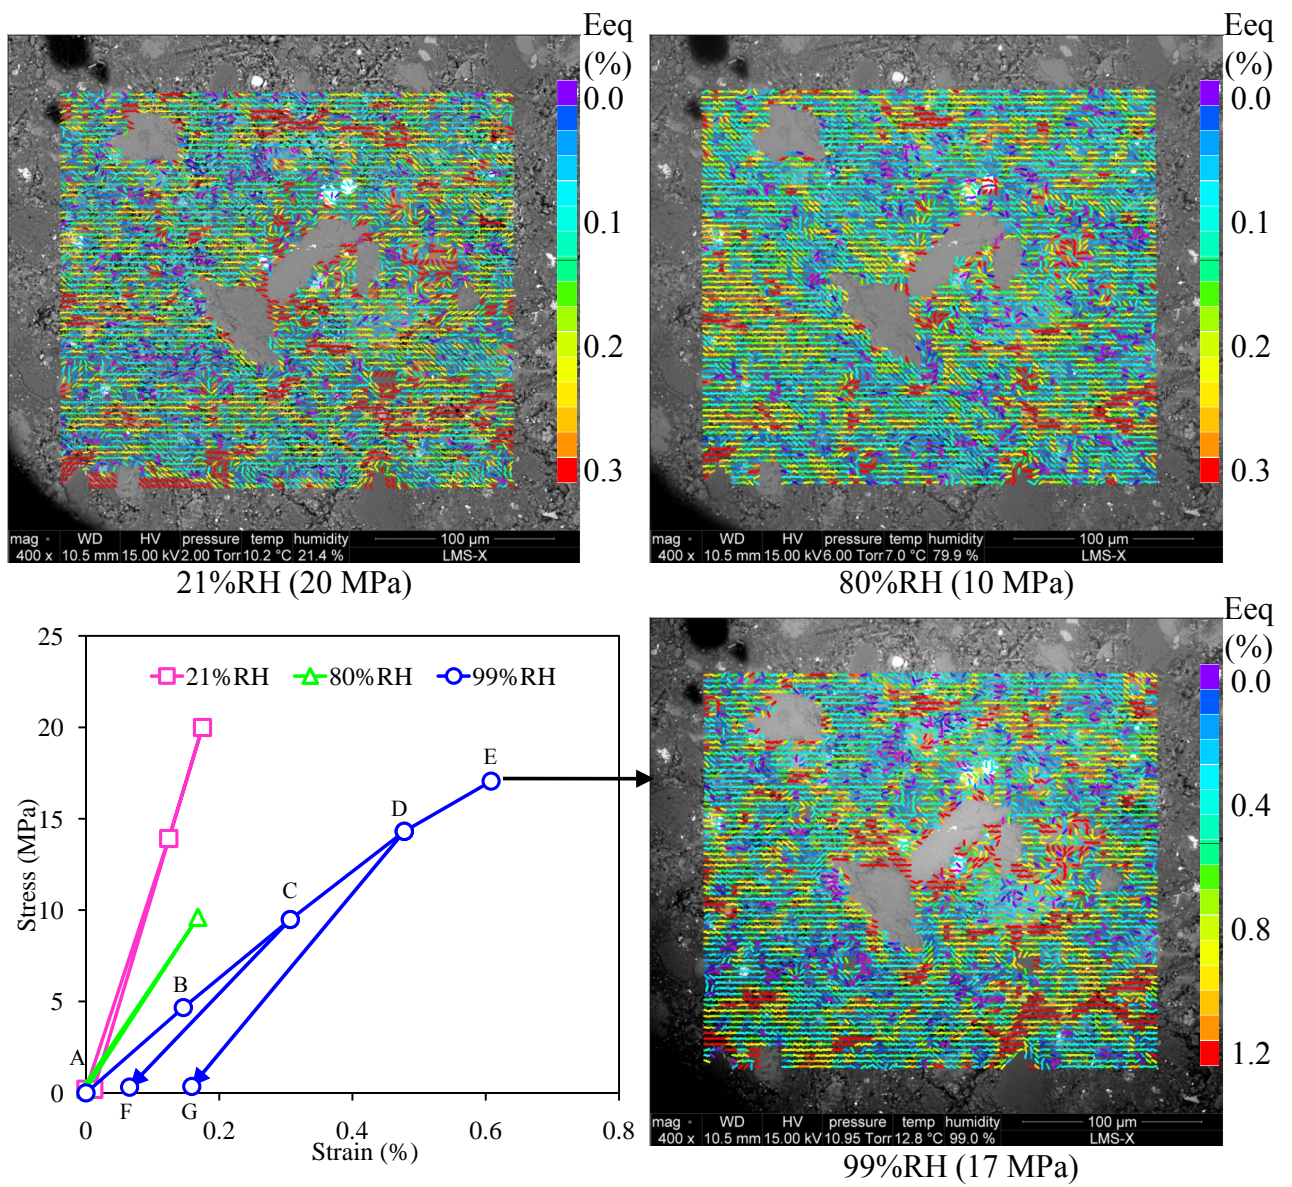 Eeq
(%)
0.0
0.1
0.2
0.3
mag WD HV pressure temp humidity 100 µm
400 x 10.5 mm 15.00 kV 2.00 Torr 10.2 °C 21.4 % LMS-X
21%RH (20 MPa)
Eeq
(%)
0.0
0.1
0.2
0.3
mag WD HV pressure temp humidity 100 µm
400 x 10.5 mm 15.00 kV 6.00 Torr 7.0 °C 79.9 % LMS-X
80%RH (10 MPa)
25
20
15
10
5
0
Stress (MPa)
21%RH 80%RH 99%RH
A
B
C
D
E
F
G
0 0.2 0.4 0.6 0.8
Strain (%)
Eeq
(%)
0.0
0.4
0.8
1.2
mag WD HV pressure temp humidity 100 µm
400 x 10.5 mm 15.00 kV 10.95 Torr 12.8 °C 99.0 % LMS-X
99%RH (17 MPa)